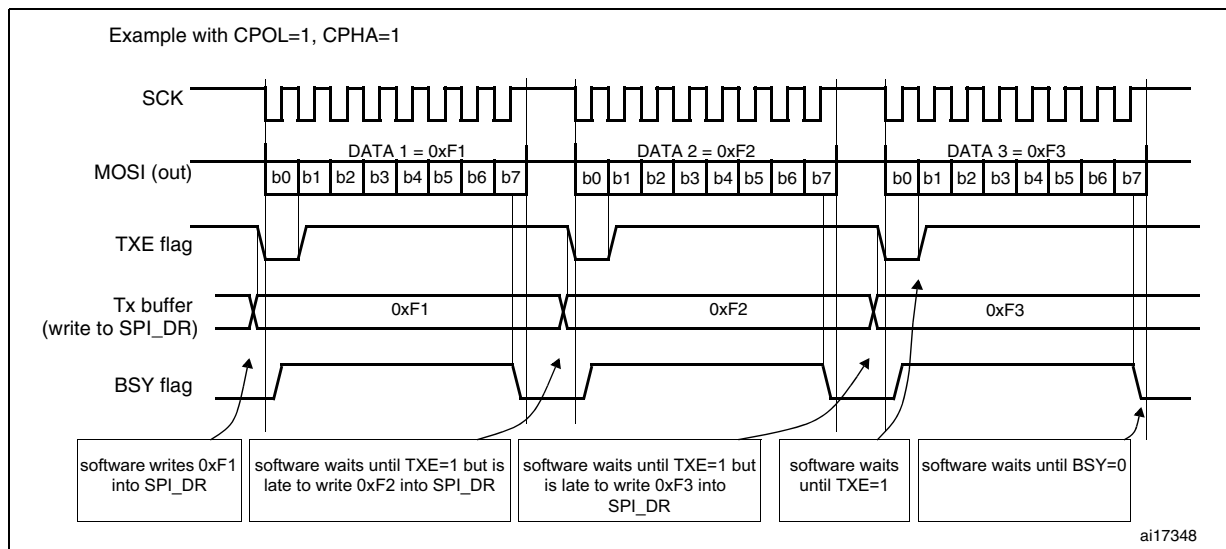 Example with CPOL=1, CPHA=1
SCK
DATA 1 = 0xF1
DATA 2 = 0xF2
DATA 3 = 0xF3
MOSI (out)
b0 b1 b2 b3 b4 b5 b6 b7
b0 b1 b2 b3 b4 b5 b6 b7
b0 b1 b2 b3 b4 b5 b6 b7
TXE flag
Tx buffer
(write to SPI_DR)
0xF1
0xF2
0xF3
BSY flag
software writes 0xF1
into SPI_DR
software waits until TXE=1 but is
late to write 0xF2 into SPI_DR
software waits until TXE=1 but
is late to write 0xF3 into
SPI_DR
software waits
until TXE=1
software waits until BSY=0
ai17348